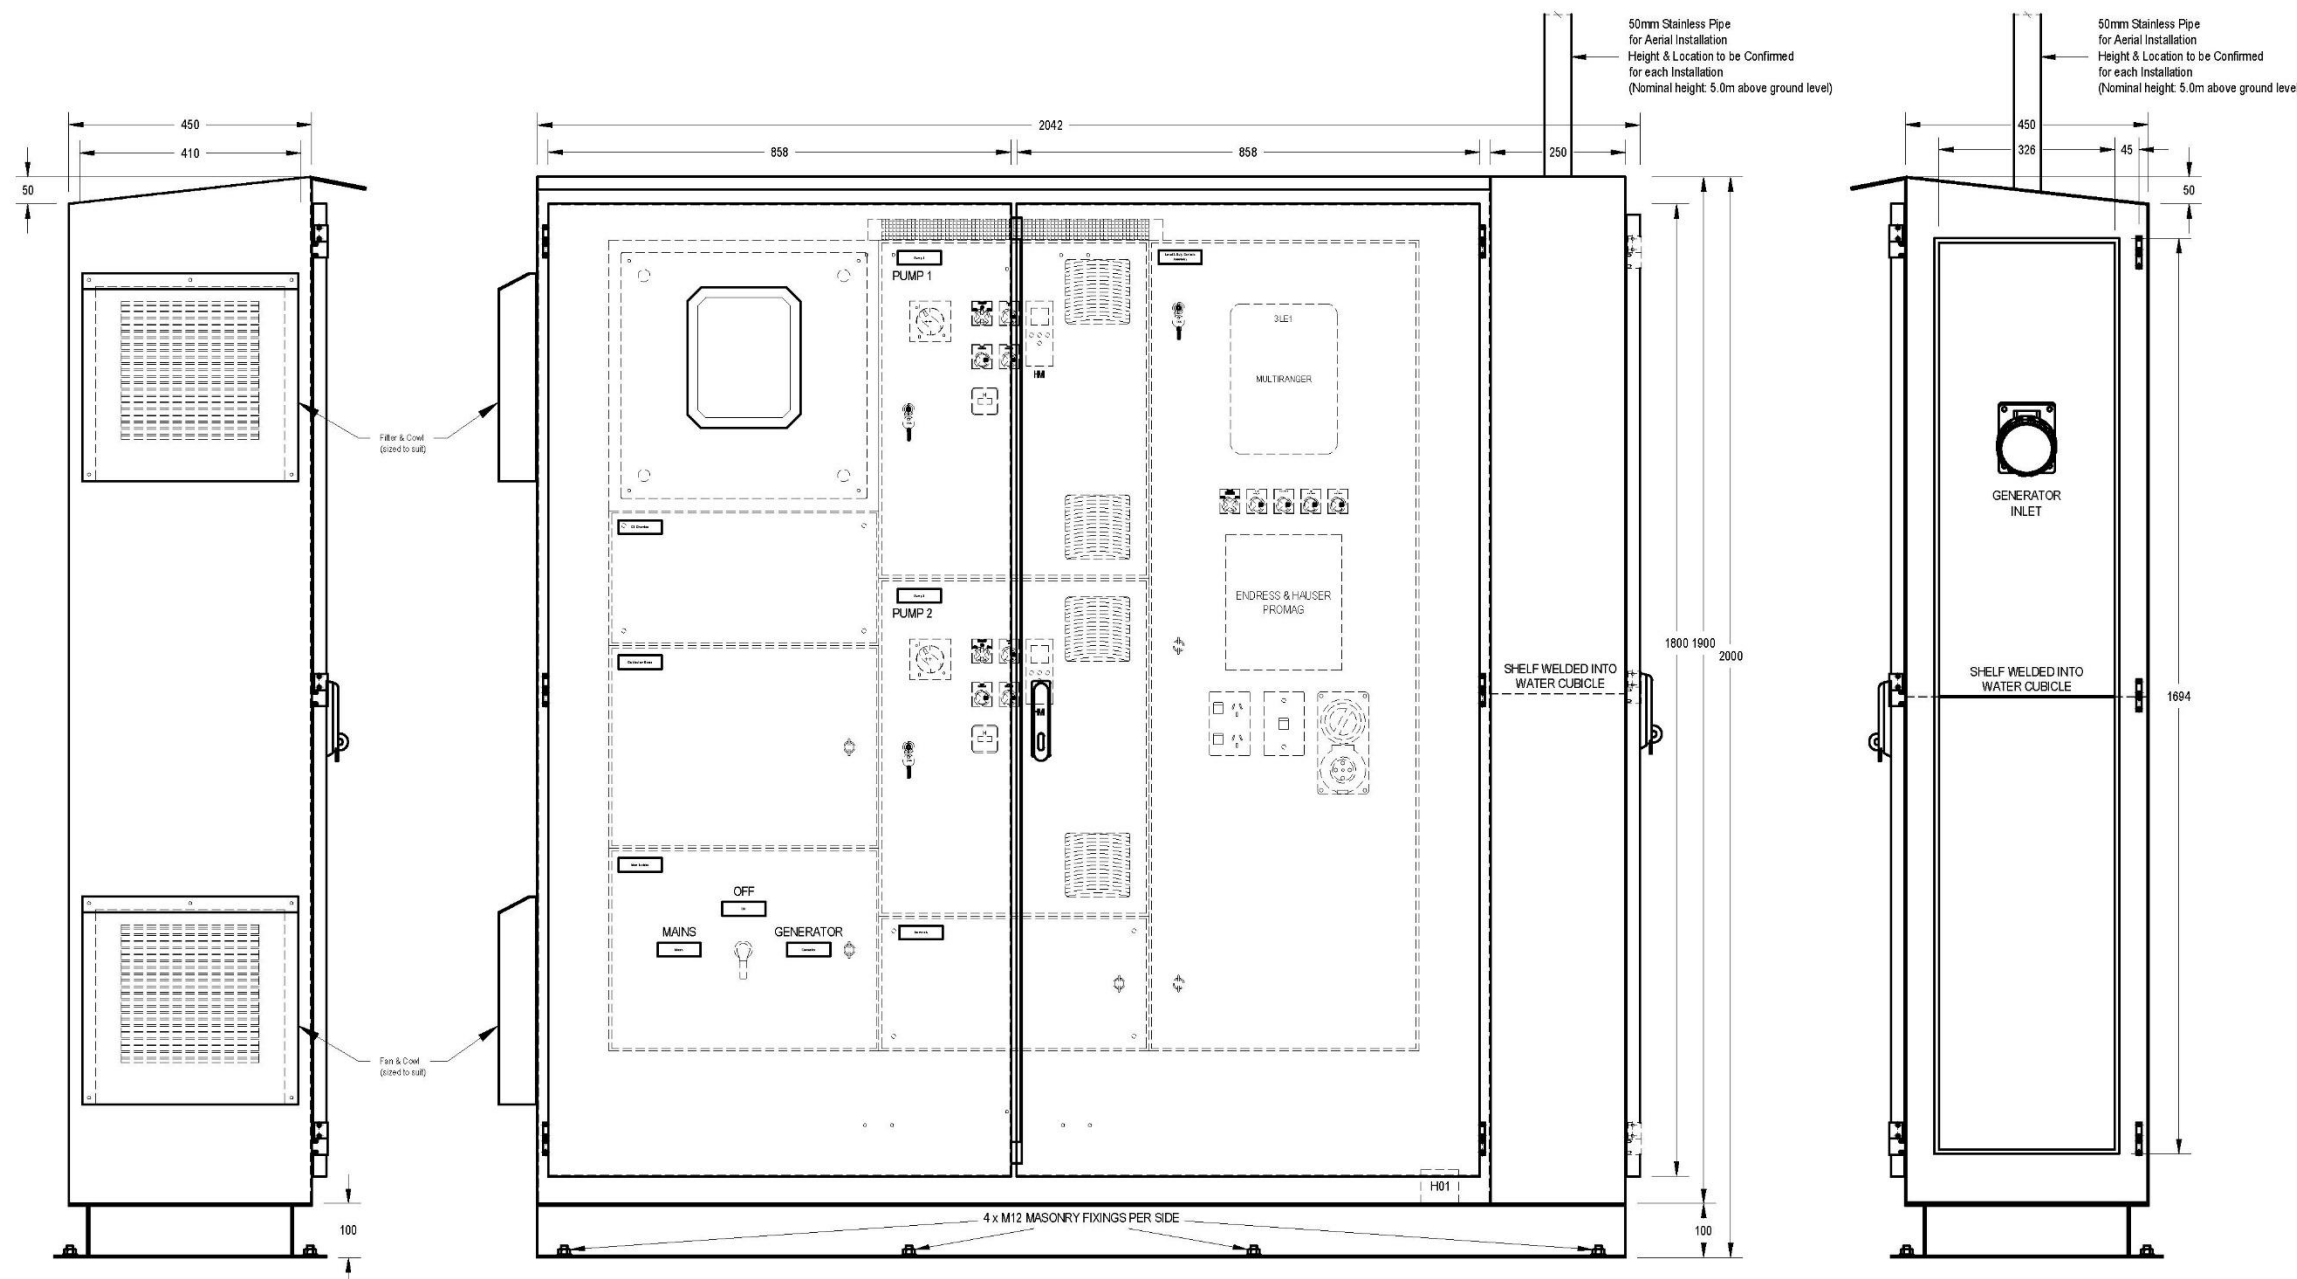 50mm Stainless Pipe
for Aerial Installation
Height & Location to be Confirmed
for each Installation
(Nominal height: 5.0m above ground level)
50mm Stainless Pipe
for Aerial Installation
Height & Location to be Confirmed
for each Installation
(Nominal height: 5.0m above ground level
450
410
50
2042
858
858
250
450
326
45
50
PUMP 1
HM
3LE1
MULTIRANGER
Filter & Cowl
(sized to suit)
GENERATOR
INLET
ENDRESS & HAUSER
PROMAG
PUMP 2
HM
1800
1900
2000
SHELF WELDED INTO
WATER CUBICLE
SHELF WELDED INTO
WATER CUBICLE
1694
OFF
MAINS
GENERATOR
Fan & Cowl
(sized to suit)
H01
4 x M12 MASONRY FIXINGS PER SIDE
100
100